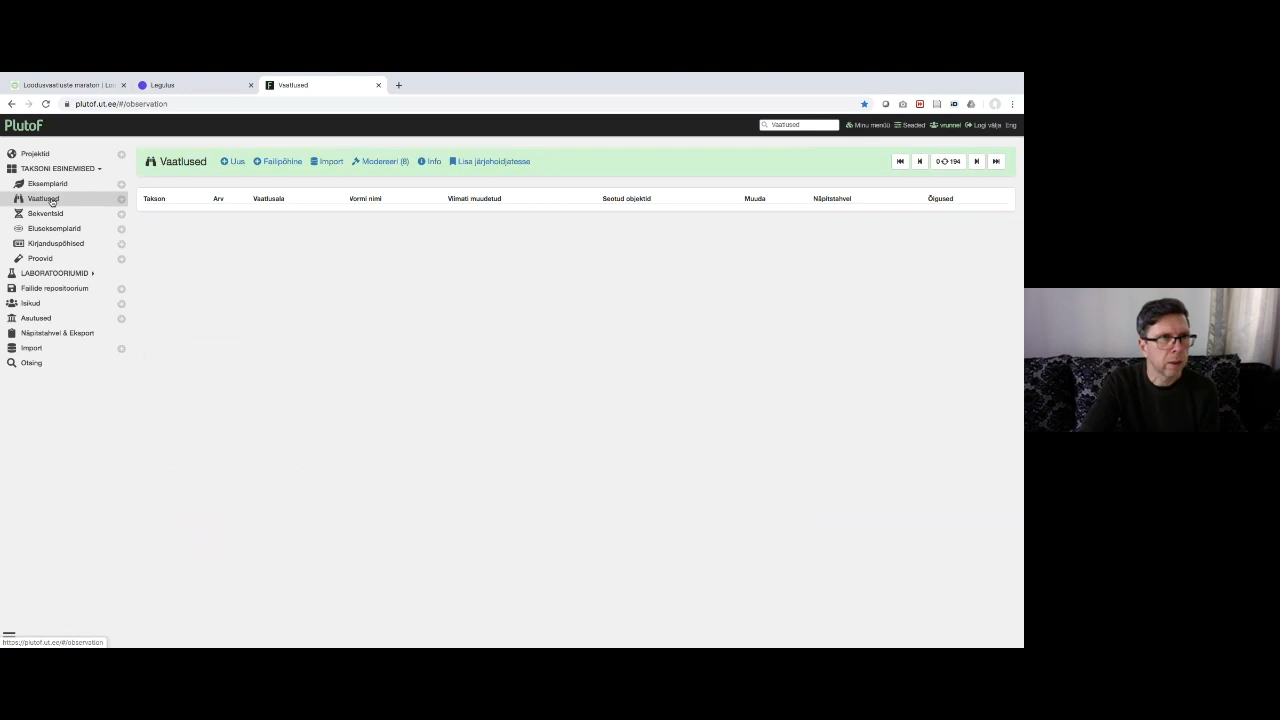 Loodusvaatluste maraton | Loo
Legulus
Vaatlused
plutof.ut.ee/#/observation
PlutoF
Vaatlused
Minu menüü
Seaded
vrunnel
Logi välja
Eng
Projektid
TAKSONI ESINEMISED
Eksemplarid
Vaatlused
Sekventsid
Eluseksemplarid
Kirjanduspõhised
Proovid
LABORATOORIUMID
Failide repositoorium
Isikud
Asutused
Näpitstahvel & Eksport
Import
Otsing
Vaatlused
Uus
Failipõhine
Import
Modereeri (8)
Info
Lisa järjehoidjatesse
0 194
Takson Arv Vaatlusala Vormi nimi Viimati muudetud Seotud objektid Muuda Näpitstahvel Õigused
https://plutof.ut.ee/#/observation